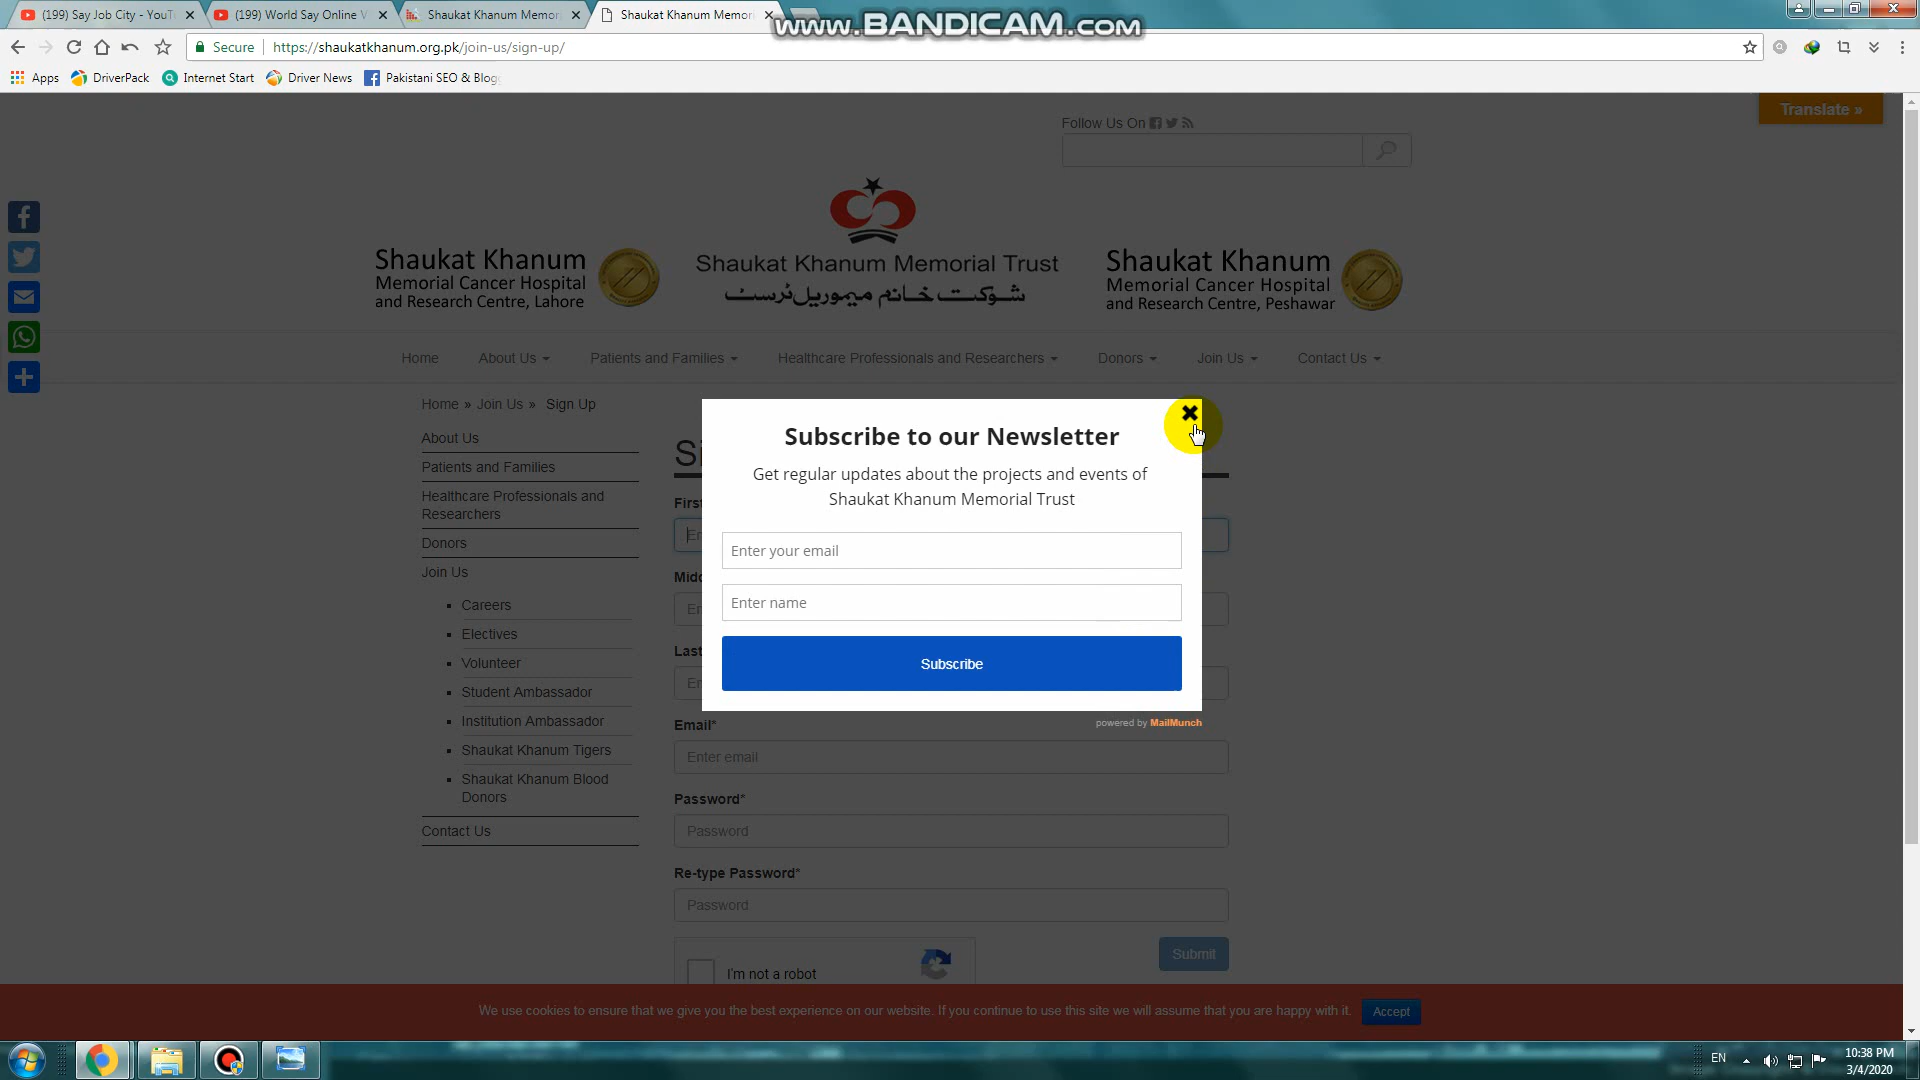 (199) Say Job City - YouT
(199) World Say Online V
Shaukat Khanum Memori
Shaukat Khanum Memori
www.BANDICAM.com
Secure
https://shaukatkhanum.org.pk/join-us/sign-up/
Apps
DriverPack
Internet Start
Driver News
Pakistani SEO & Blog
Translate »
Follow Us On
Shaukat Khanum
Memorial Cancer Hospital
and Research Centre, Lahore
Shaukat Khanum Memorial Trust
شوکت خانم میموریل ٹرسٹ
Shaukat Khanum
Memorial Cancer Hospital
and Research Centre, Peshawar
Home
About Us
Patients and Families
Healthcare Professionals and Researchers
Donors
Join Us
Contact Us
Home » Join Us » Sign Up
About Us
Patients and Families
Healthcare Professionals and
Researchers
Donors
Join Us
Careers
Electives
Volunteer
Student Ambassador
Institution Ambassador
Shaukat Khanum Tigers
Shaukat Khanum Blood
Donors
Contact Us
Subscribe to our Newsletter
Get regular updates about the projects and events of
Shaukat Khanum Memorial Trust
Enter your email
Enter name
Subscribe
powered by MailMunch
First
Last
Email*
Enter email
Password*
Password
Re-type Password*
Password
I'm not a robot
Submit
We use cookies to ensure that we give you the best experience on our website. If you continue to use this site we will assume that you are happy with it.
Accept
EN
10:38 PM
3/4/2020